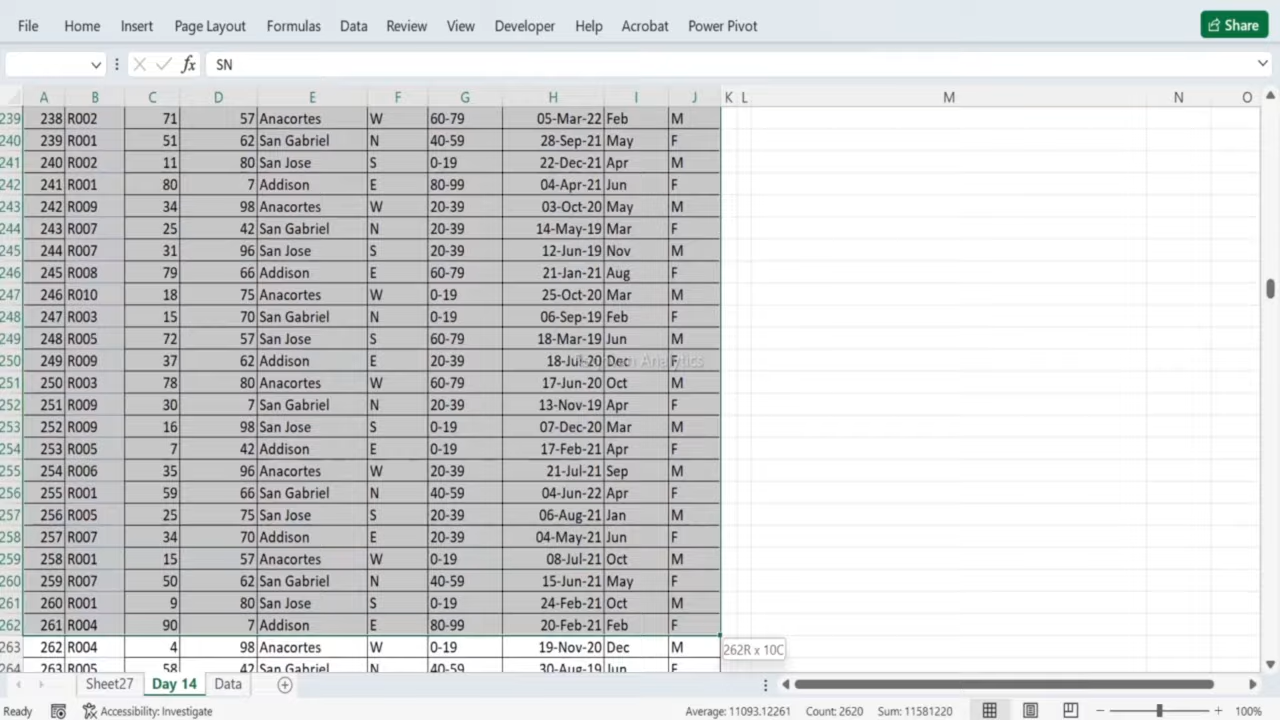 File Home Insert Page Layout Formulas Data Review View Developer Help Acrobat Power Pivot Share
fx SN
A B C D E F G H I J K L M N O
239 238 R002 71 57 Anacortes W 60-79 05-Mar-22 Feb M
240 239 R001 51 62 San Gabriel N 40-59 28-Sep-21 May F
241 240 R002 11 80 San Jose S 0-19 22-Dec-21 Apr M
242 241 R001 80 7 Addison E 80-99 04-Apr-21 Jun F
243 242 R009 34 98 Anacortes W 20-39 03-Oct-20 May M
244 243 R007 25 42 San Gabriel N 20-39 14-May-19 Mar F
245 244 R007 31 96 San Jose S 20-39 12-Jun-19 Nov M
246 245 R008 79 66 Addison E 60-79 21-Jan-21 Aug F
247 246 R010 18 75 Anacortes W 0-19 25-Oct-20 Mar M
248 247 R003 15 70 San Gabriel N 0-19 06-Sep-19 Feb F
249 248 R005 72 57 San Jose S 60-79 18-Mar-19 Jun M
250 249 R009 37 62 Addison E 20-39 18-Jul-20 Dec F
Analytics
251 250 R003 78 80 Anacortes W 60-79 17-Jun-20 Oct M
252 251 R009 30 7 San Gabriel N 20-39 13-Nov-19 Apr F
253 252 R009 16 98 San Jose S 0-19 07-Dec-20 Mar M
254 253 R005 7 42 Addison E 0-19 17-Feb-21 Apr F
255 254 R006 35 96 Anacortes W 20-39 21-Jul-21 Sep M
256 255 R001 59 66 San Gabriel N 40-59 04-Jun-22 Apr F
257 256 R005 25 75 San Jose S 20-39 06-Aug-21 Jan M
258 257 R007 34 70 Addison E 20-39 04-May-21 Jun F
259 258 R001 15 57 Anacortes W 0-19 08-Jul-21 Oct M
260 259 R007 50 62 San Gabriel N 40-59 15-Jun-21 May F
261 260 R001 9 80 San Jose S 0-19 24-Feb-21 Oct M
262 261 R004 90 7 Addison E 80-99 20-Feb-21 Feb F
263 262 R004 4 98 Anacortes W 0-19 19-Nov-20 Dec M
262R x 10C
264 263 R005 58 42 San Gabriel N 40-59 30-Aug-19 Jun F
Sheet27 Day 14 Data
Ready Accessibility: Investigate Average: 11093.12261 Count: 2620 Sum: 11581220 100%